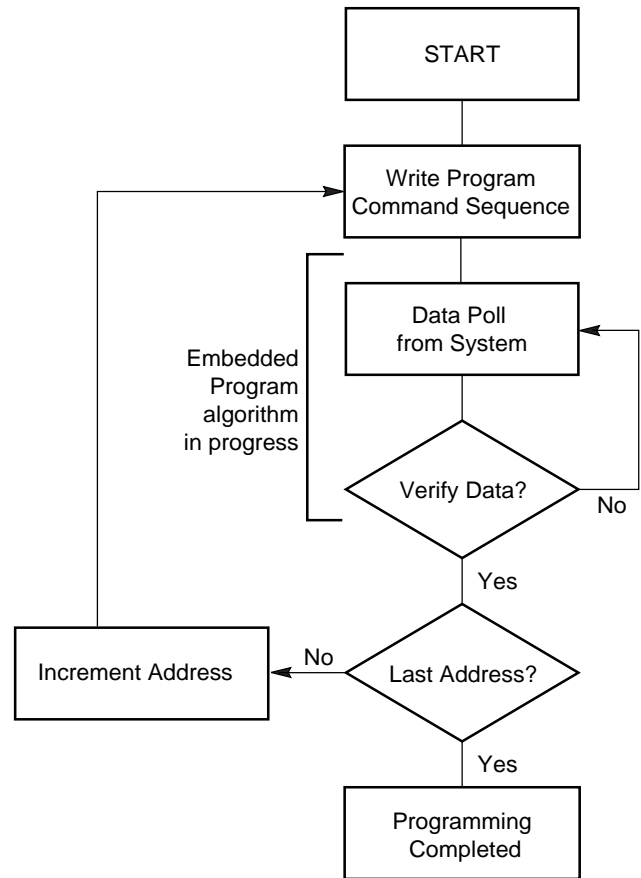 START
Write Program
Command Sequence
Data Poll
from System
Embedded
Program
algorithm
in progress
Verify Data?
No
Yes
Increment Address
No
Last Address?
Yes
Programming
Completed